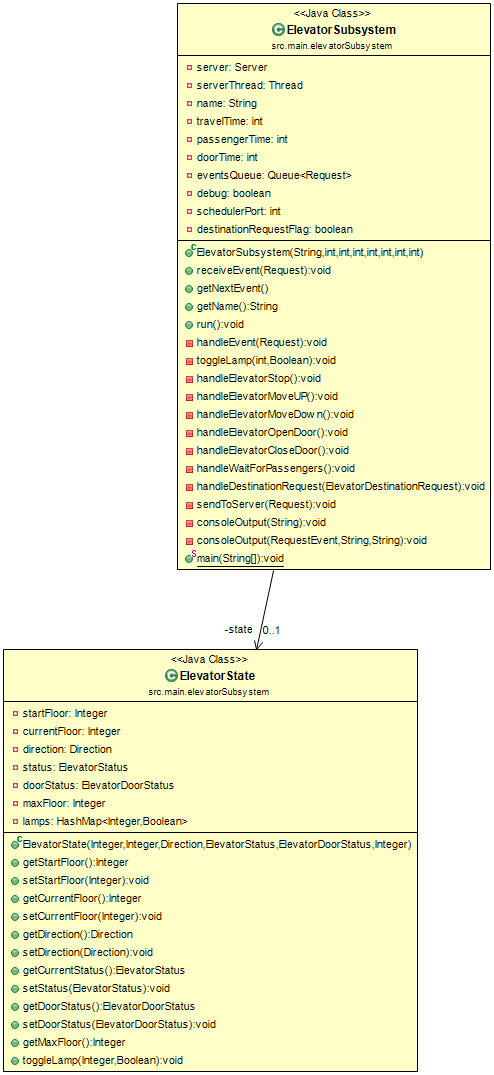 <<Java Class>>
ElevatorSubsystem
src.main.elevatorSubsystem
server: Server
serverThread: Thread
name: String
travelTime: int
passengerTime: int
doorTime: int
eventsQueue: Queue<Request>
debug: boolean
schedulerPort: int
destinationRequestFlag: boolean
ElevatorSubsystem(String,int,int,int,int,int,int,int)
receiveEvent(Request):void
getNextEvent()
getName():String
run():void
handleEvent(Request):void
toggleLamp(int,Boolean):void
handleElevatorStop():void
handleElevatorMoveUP():void
handleElevatorMoveDown():void
handleElevatorOpenDoor():void
handleElevatorCloseDoor():void
handleWaitForPassengers():void
handleDestinationRequest(ElevatorDestinationRequest):void
sendToServer(Request):void
consoleOutput(String):void
consoleOutput(RequestEvent,String,String):void
main(String[]):void
-state 0..1
<<Java Class>>
ElevatorState
src.main.elevatorSubsystem
startFloor: Integer
currentFloor: Integer
direction: Direction
status: ElevatorStatus
doorStatus: ElevatorDoorStatus
maxFloor: Integer
lamps: HashMap<Integer,Boolean>
ElevatorState(Integer,Integer,Direction,ElevatorStatus,ElevatorDoorStatus,Integer)
getStartFloor():Integer
setStartFloor(Integer):void
getCurrentFloor():Integer
setCurrentFloor(Integer):void
getDirection():Direction
setDirection(Direction):void
getCurrentStatus():ElevatorStatus
setStatus(ElevatorStatus):void
getDoorStatus():ElevatorDoorStatus
setDoorStatus(ElevatorDoorStatus):void
getMaxFloor():Integer
toggleLamp(Integer,Boolean):void